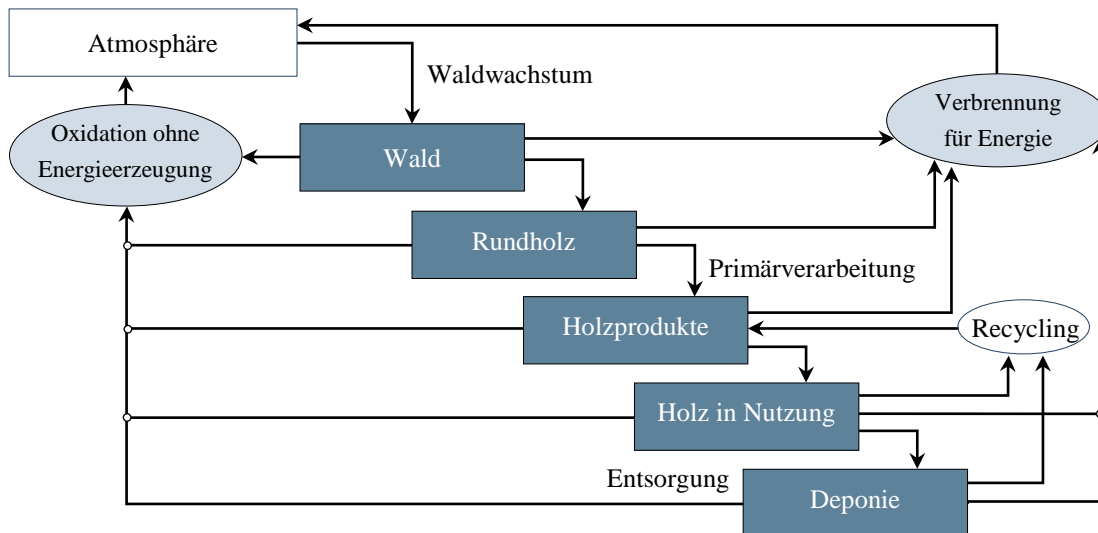 Atmosphäre
Waldwachstum
Verbrennung
für Energie
Oxidation ohne
Energieerzeugung
Wald
Rundholz
Primärverarbeitung
Holzprodukte
Recycling
Holz in Nutzung
Entsorgung
Deponie